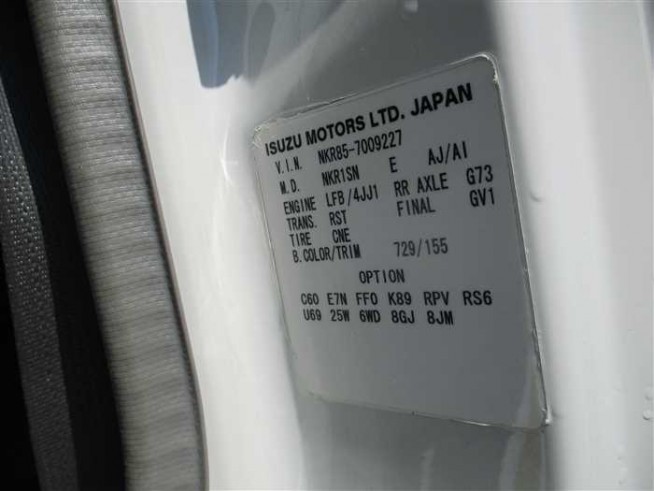 ISUZU MOTORS LTD. JAPAN
V.I.N. NKR85-7009227
M.D. NKR1SN E AJ/AI
ENGINE LFB/4JJ1 RR AXLE G73
TRANS. RST FINAL GV1
TIRE CNE
B.COLOR/TRIM 729/155
OPTION
C60 E7N FF0 K89 RPV RS6
U69 25W 6WD 8GJ 8JM